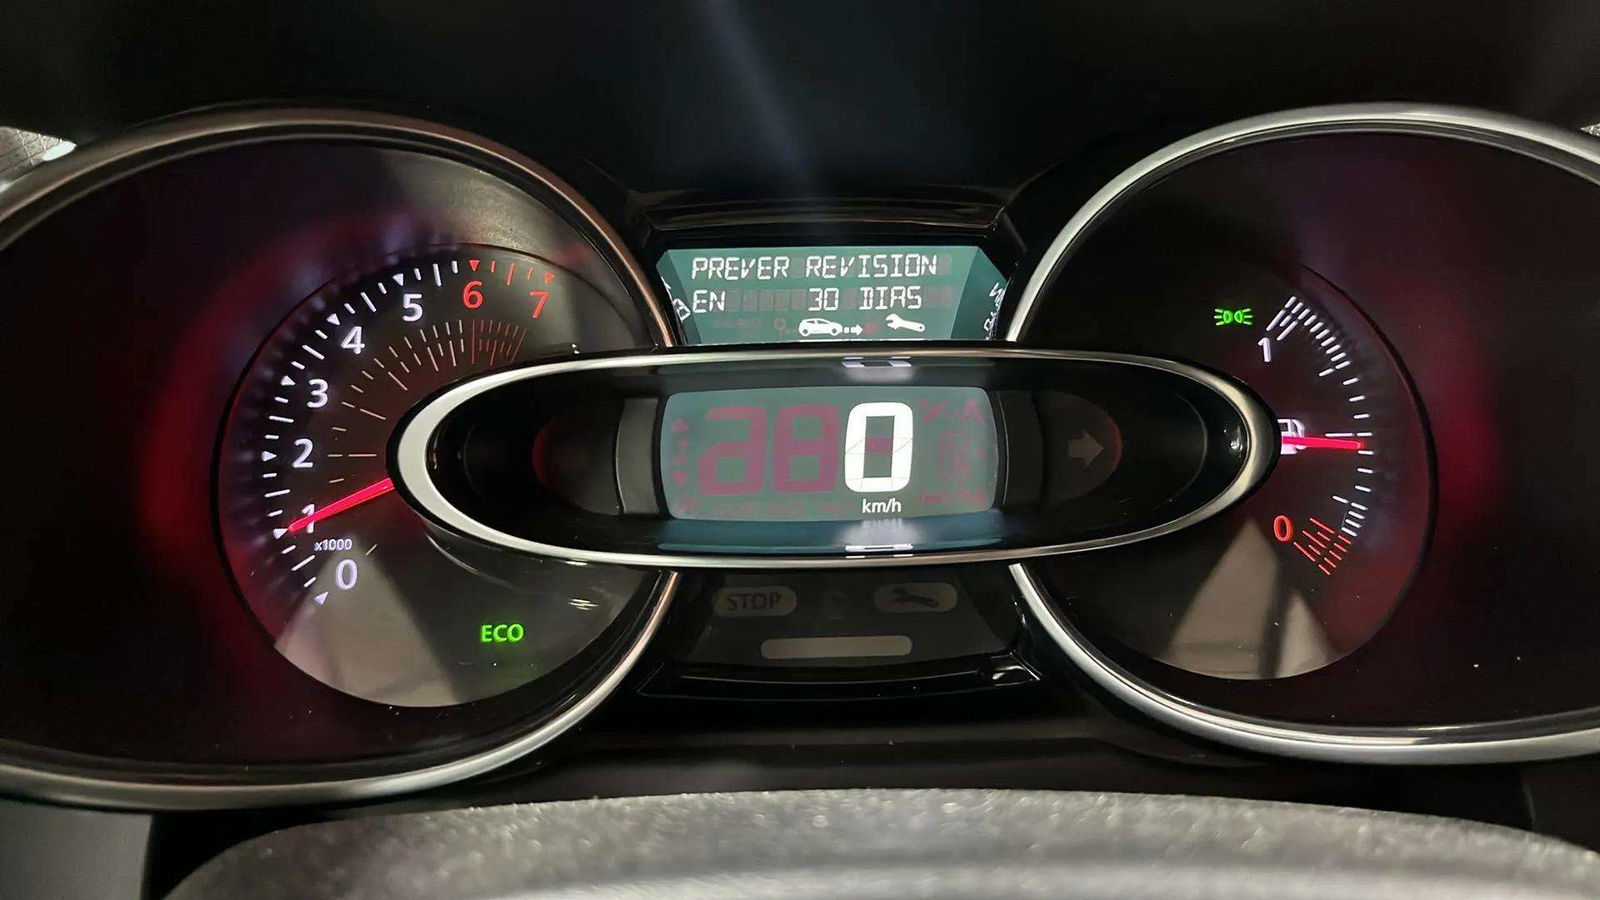 PREVER REVISION
EN 30 DIAS
7
6
5
4
3
2
1
x1000
0
ECO
0
km/h
STOP
1
0